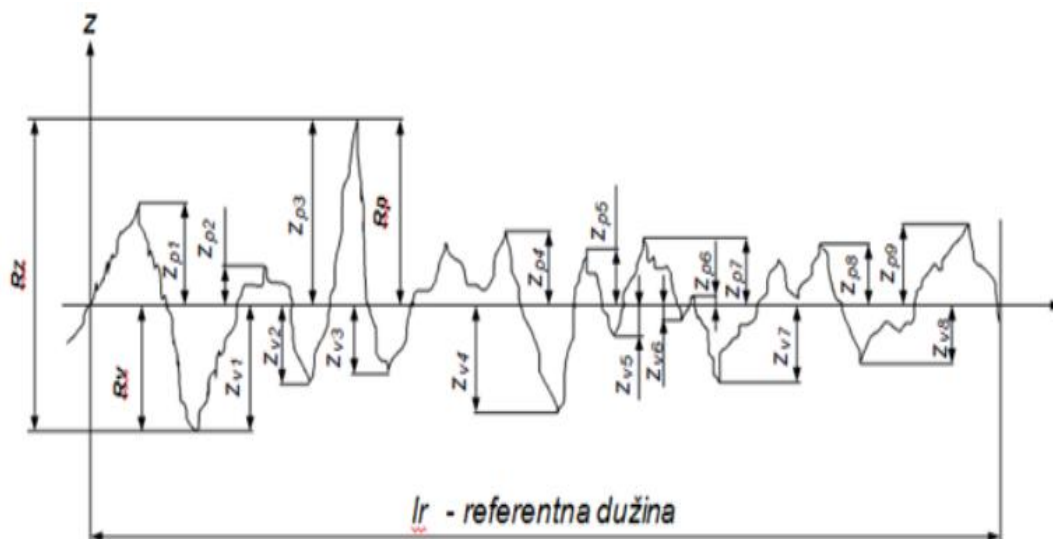 Z
Rz
Rv
Zp1
Zv1
Zp2
Zv2
Zp3
Zv3
Rp
Zv4
Zp4
Zp5
Zv5
Zv6
Zp6
Zp7
Zv7
Zp8
Zp9
Zv8
lr - referentna dužina